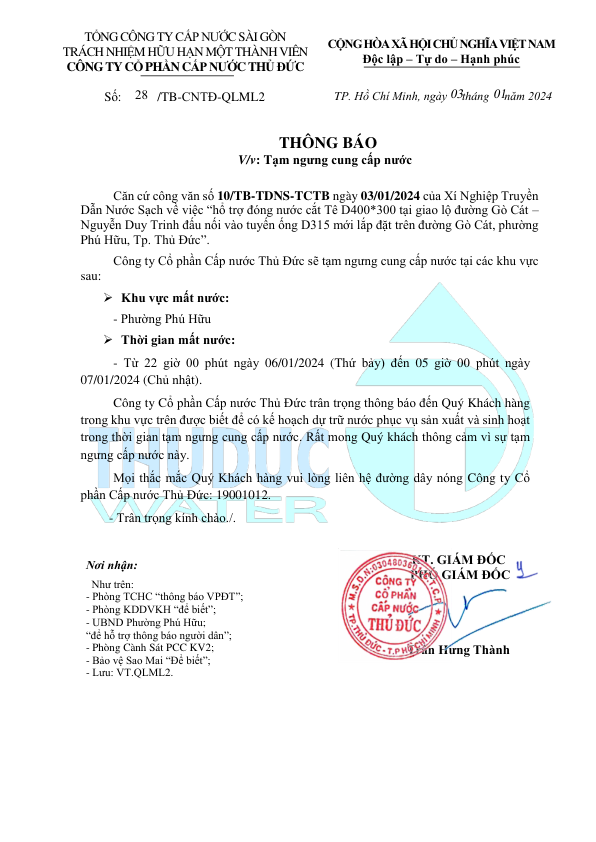 TỔNG CÔNG TY CẤP NƯỚC SÀI GÒN
TRÁCH NHIỆM HỮU HẠN MỘT THÀNH VIÊN
CÔNG TY CỔ PHẦN CẤP NƯỚC THỦ ĐỨC
CỘNG HÒA XÃ HỘI CHỦ NGHĨA VIỆT NAM
Độc lập – Tự do – Hạnh phúc
Số: 28 /TB-CNTĐ-QLML2
TP. Hồ Chí Minh, ngày 03 tháng 01 năm 2024
THÔNG BÁO
V/v: Tạm ngưng cung cấp nước
Căn cứ công văn số 10/TB-TDNS-TCTB ngày 03/01/2024 của Xí Nghiệp Truyền
Dẫn Nước Sạch về việc “hổ trợ đóng nước cắt Tê D400*300 tại giao lộ đường Gò Cát –
Nguyễn Duy Trinh đấu nối vào tuyến ống D315 mới lắp đặt trên đường Gò Cát, phường
Phú Hữu, Tp. Thủ Đức”.
Công ty Cổ phần Cấp nước Thủ Đức sẽ tạm ngưng cung cấp nước tại các khu vực
sau:
➢ Khu vực mất nước:
- Phường Phú Hữu
➢ Thời gian mất nước:
- Từ 22 giờ 00 phút ngày 06/01/2024 (Thứ bảy) đến 05 giờ 00 phút ngày
07/01/2024 (Chủ nhật).
Công ty Cổ phần Cấp nước Thủ Đức trân trọng thông báo đến Quý Khách hàng
trong khu vực trên được biết để có kế hoạch dự trữ nước phục vụ sản xuất và sinh hoạt
trong thời gian tạm ngưng cung cấp nước. Rất mong Quý khách thông cảm vì sự tạm
ngưng cấp nước này.
Mọi thắc mắc Quý Khách hàng vui lòng liên hệ đường dây nóng Công ty Cổ
phần Cấp nước Thủ Đức: 19001012.
- Trân trọng kính chào./.
THUDUC
WATER
Nơi nhận:
Như trên:
- Phòng TCHC “thông báo VPĐT”;
- Phòng KDDVKH “để biết”;
- UBND Phường Phú Hữu;
“để hỗ trợ thông báo người dân”;
- Phòng Cảnh Sát PCC KV2;
- Bảo vệ Sao Mai “Để biết”;
- Lưu: VT.QLML2.
KT. GIÁM ĐỐC
PHÓ GIÁM ĐỐC
CÔNG TY
CỔ PHẦN
CẤP NƯỚC
THỦ ĐỨC
TP.THỦ ĐỨC - T.P HỒ CHÍ MINH
Hưng Thành